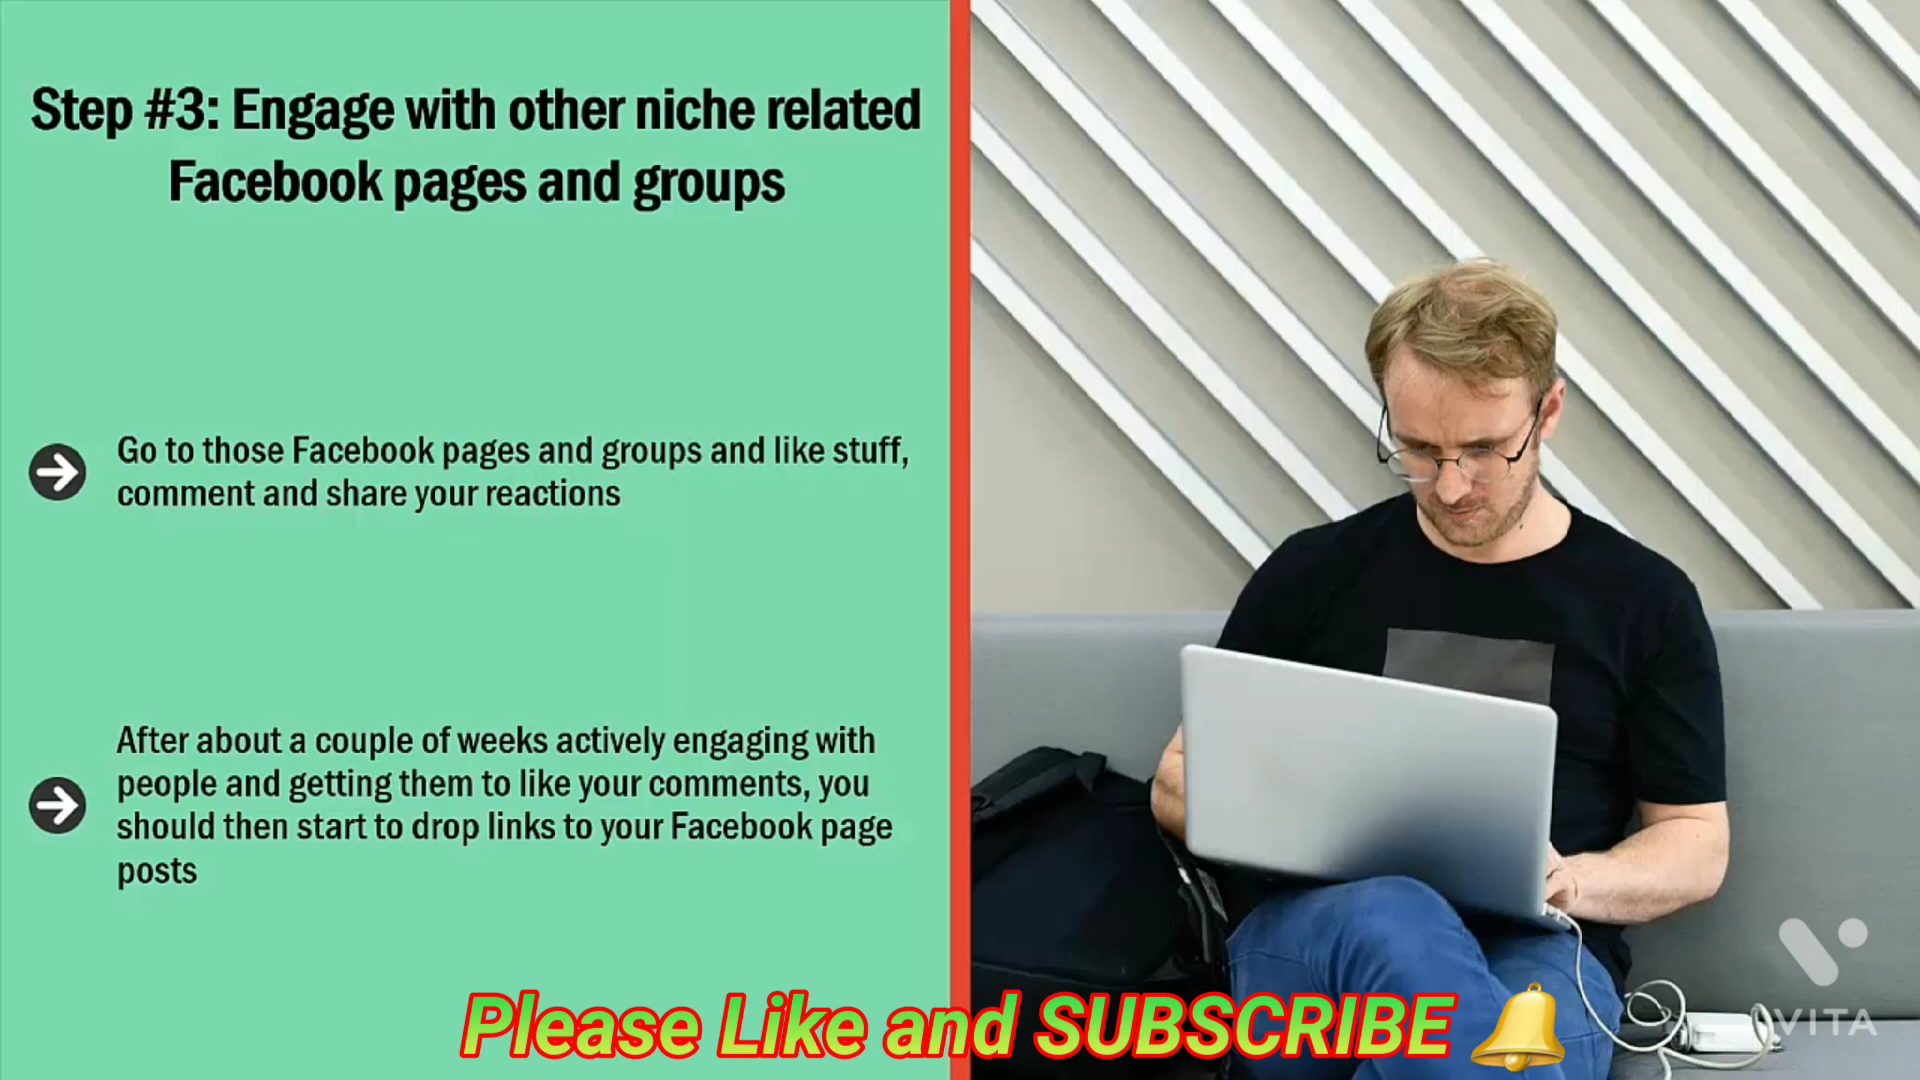 Step #3: Engage with other niche related
Facebook pages and groups
Go to those Facebook pages and groups and like stuff,
comment and share your reactions
After about a couple of weeks actively engaging with
people and getting them to like your comments, you
should then start to drop links to your Facebook page
posts
Please Like and SUBSCRIBE 🔔
VITA